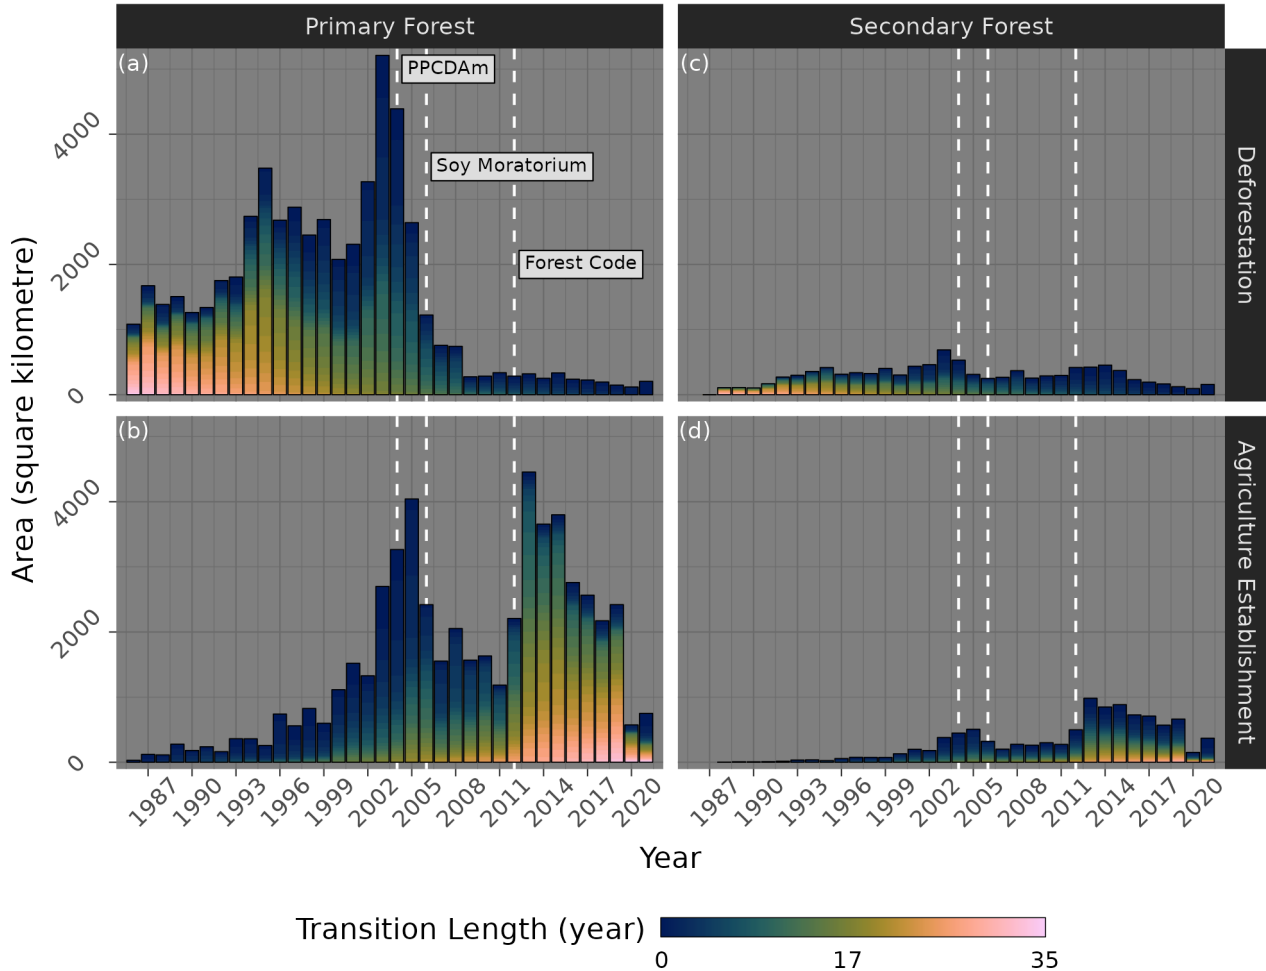 Primary Forest
Secondary Forest
(a)
(c)
PPCDAm
Soy Moratorium
Forest Code
4000
2000
0
Deforestation
Area (square kilometre)
(b)
(d)
4000
2000
0
Agriculture Establishment
1987 1990 1993 1996 1999 2002 2005 2008 2011 2014 2017 2020
1987 1990 1993 1996 1999 2002 2005 2008 2011 2014 2017 2020
Year
Transition Length (year)
0 17 35